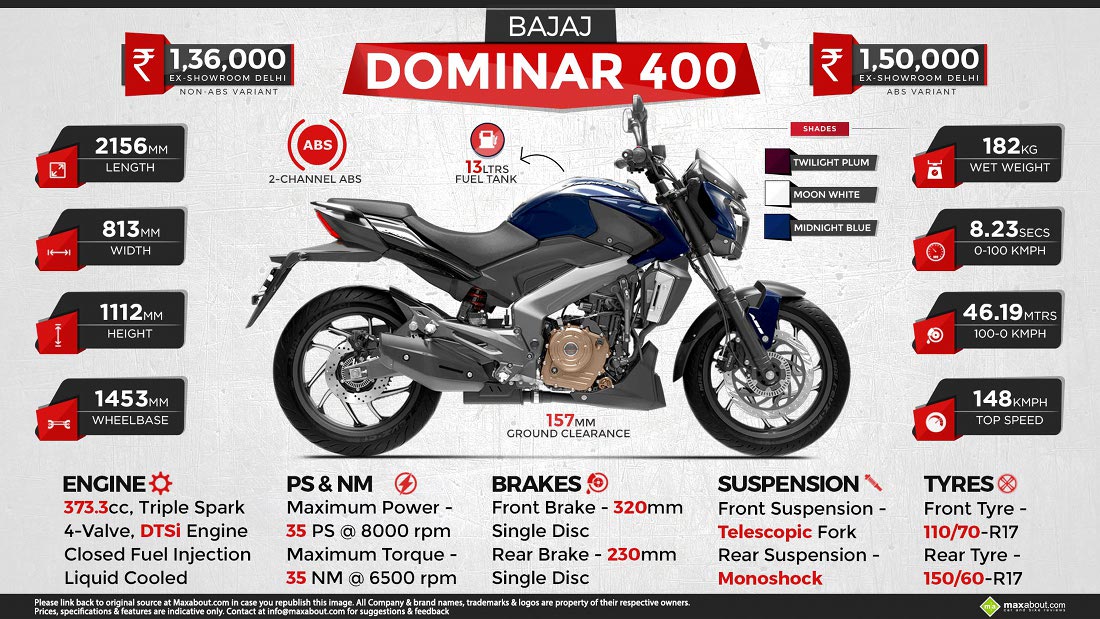 BAJAJ
DOMINAR 400
₹ 1,36,000
EX-SHOWROOM DELHI
NON-ABS VARIANT
₹ 1,50,000
EX-SHOWROOM DELHI
ABS VARIANT
2156MM
LENGTH
813MM
WIDTH
1112MM
HEIGHT
1453MM
WHEELBASE
ABS
2-CHANNEL ABS
13LTRS
FUEL TANK
SHADES
TWILIGHT PLUM
MOON WHITE
MIDNIGHT BLUE
182KG
WET WEIGHT
8.23SECS
0-100 KMPH
46.19MTRS
100-0 KMPH
148KMPH
TOP SPEED
ABS
157MM
GROUND CLEARANCE
ENGINE
373.3cc, Triple Spark
4-Valve, DTSi Engine
Closed Fuel Injection
Liquid Cooled
PS & NM
Maximum Power -
35 PS @ 8000 rpm
Maximum Torque -
35 NM @ 6500 rpm
BRAKES
Front Brake - 320mm
Single Disc
Rear Brake - 230mm
Single Disc
SUSPENSION
Front Suspension -
Telescopic Fork
Rear Suspension -
Monoshock
TYRES
Front Tyre -
110/70-R17
Rear Tyre -
150/60-R17
Please link back to original source at Maxabout.com in case you republish this image. All Company & brand names, trademarks & logos are property of their respective owners.
Prices, specifications & features are indicative only. Contact at info@maxabout.com for suggestions & feedback
maxabout.com
car and bike reviews